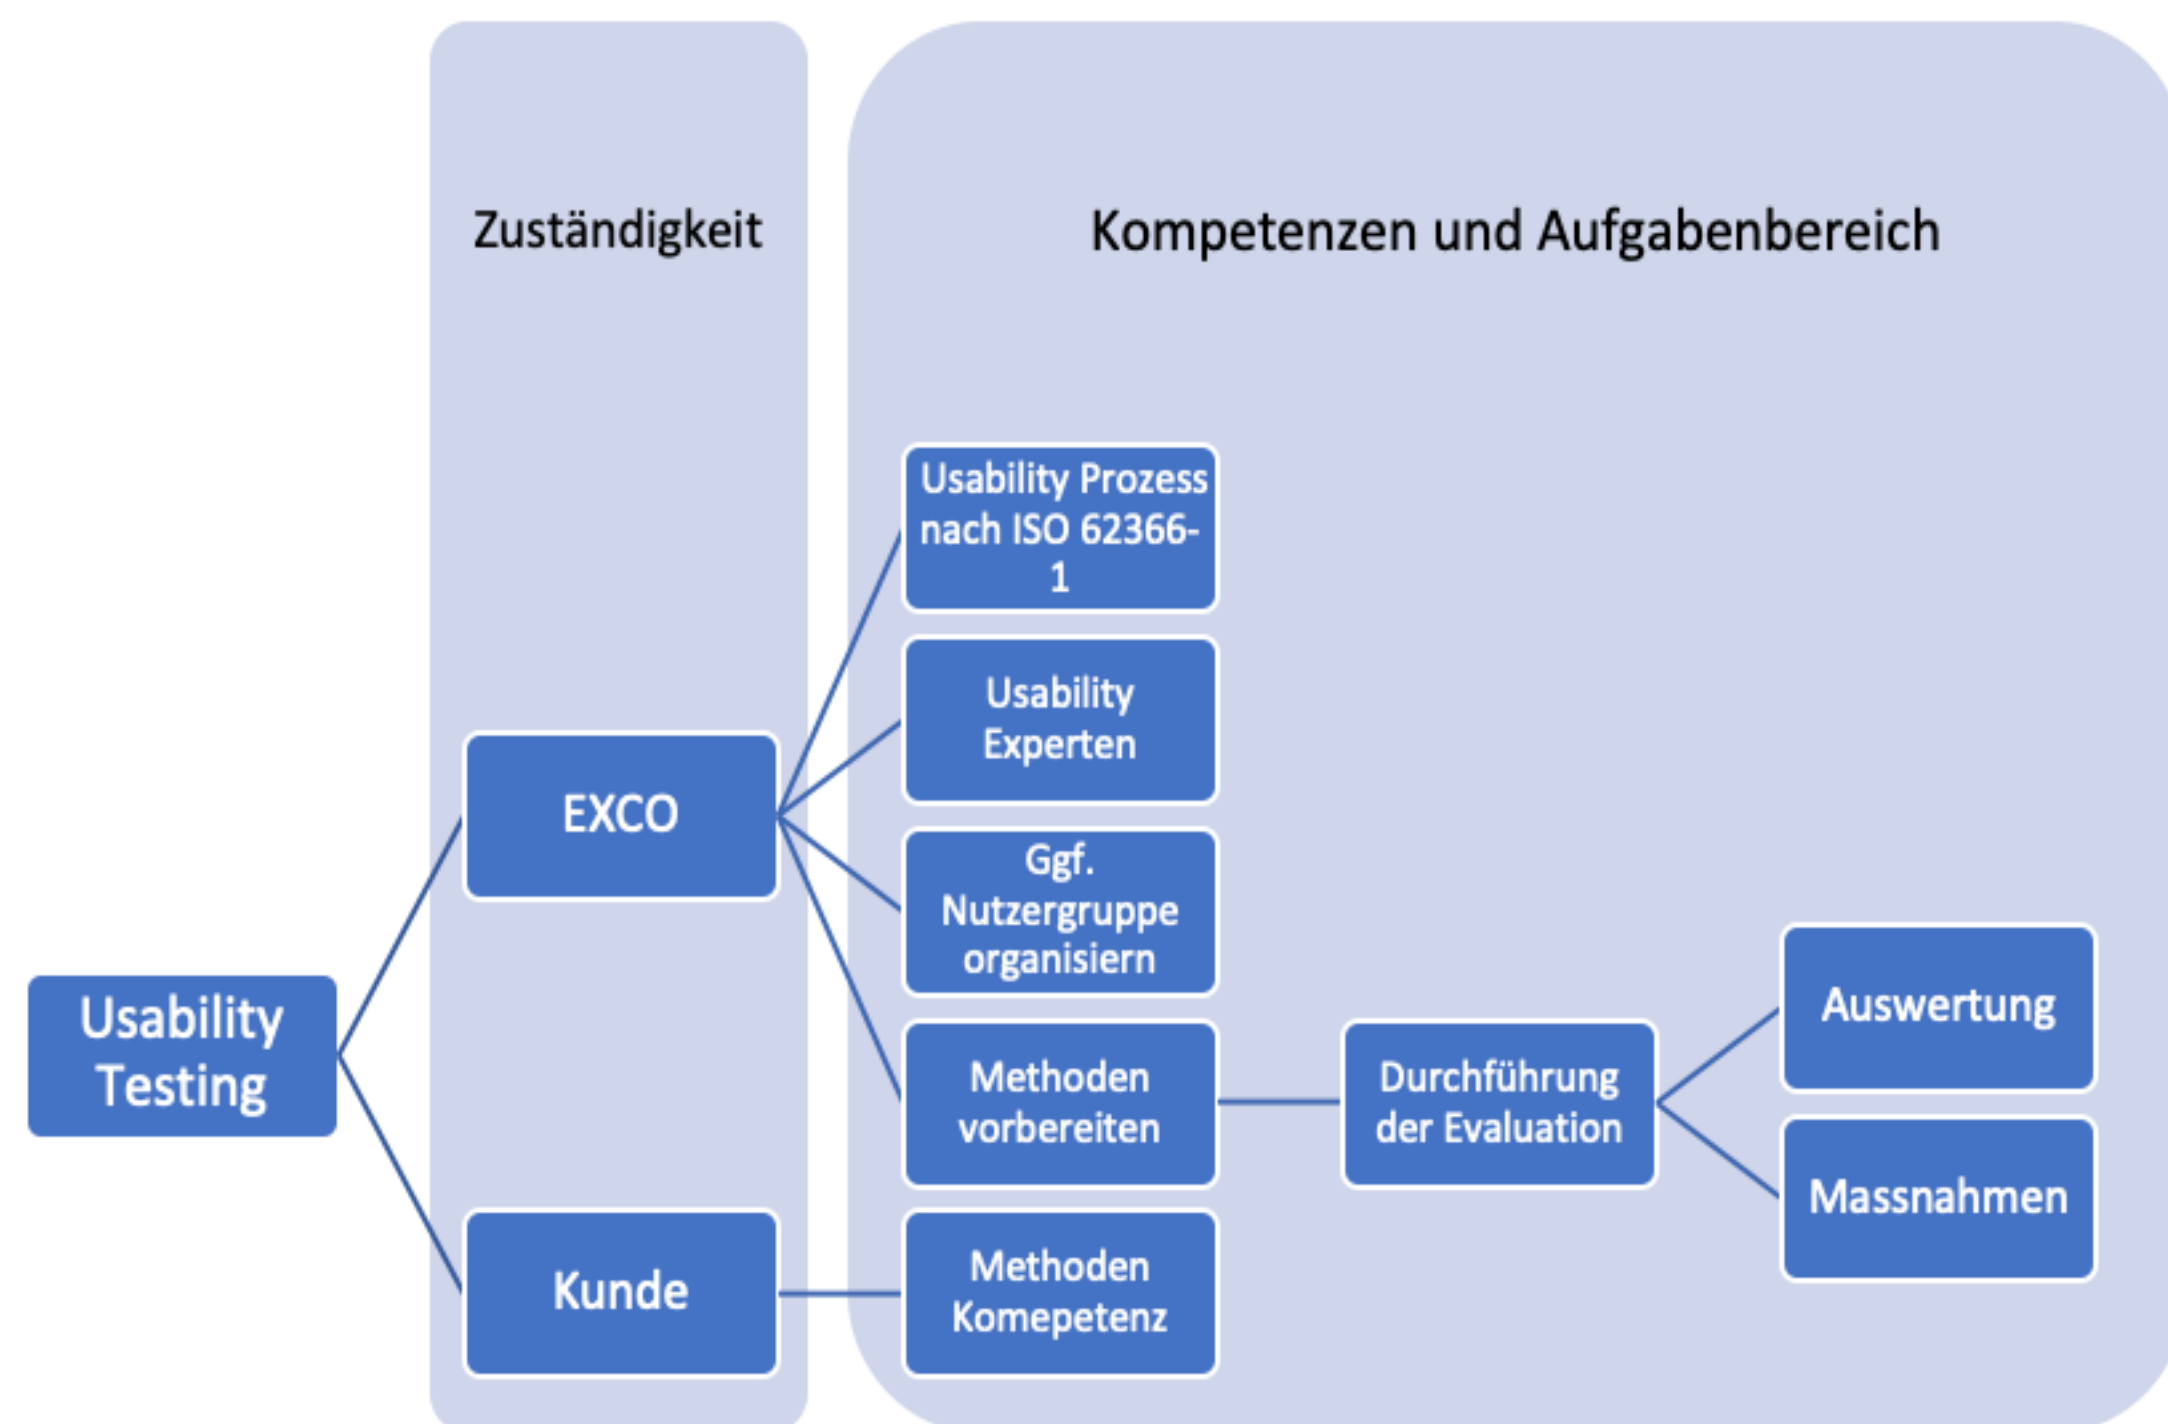 Zuständigkeit
Kompetenzen und Aufgabenbereich
Usability Prozess
nach ISO 62366-
1
Usability
Experten
EXCO
Ggf.
Nutzergruppe
organisiern
Usability
Testing
Methoden
vorbereiten
Durchführung
der Evaluation
Auswertung
Massnahmen
Kunde
Methoden
Komepetenz